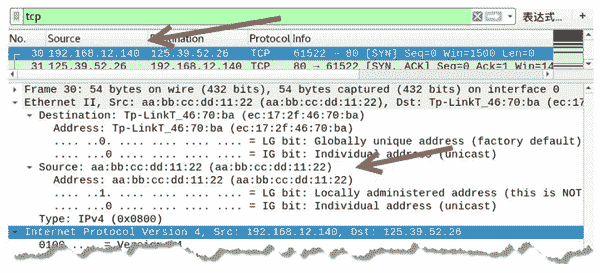 tcp 表达式…
No. Source Destination Protocol Info
30 192.168.12.140 125.39.52.26 TCP 61522 → 80 [SYN] Seq=0 Win=1500 Len=0
31 125.39.52.26 192.168.12.140 TCP 80 → 61522 [SYN, ACK] Seq=0 Ack=1 Win=14
Frame 30: 54 bytes on wire (432 bits), 54 bytes captured (432 bits) on interface 0
Ethernet II, Src: aa:bb:cc:dd:11:22 (aa:bb:cc:dd:11:22), Dst: Tp-LinkT_46:70:ba (ec:17
Destination: Tp-LinkT_46:70:ba (ec:17:2f:46:70:ba)
Address: Tp-LinkT_46:70:ba (ec:17:2f:46:70:ba)
.... ..0. .... .... .... .... = LG bit: Globally unique address (factory default)
.... ...0 .... .... .... .... = IG bit: Individual address (unicast)
Source: aa:bb:cc:dd:11:22 (aa:bb:cc:dd:11:22)
Address: aa:bb:cc:dd:11:22 (aa:bb:cc:dd:11:22)
.... ..1. .... .... .... .... = LG bit: Locally administered address (this is NOT
.... ...0 .... .... .... .... = IG bit: Individual address (unicast)
Type: IPv4 (0x0800)
Internet Protocol Version 4, Src: 192.168.12.140, Dst: 125.39.52.26
0100 .... = Version